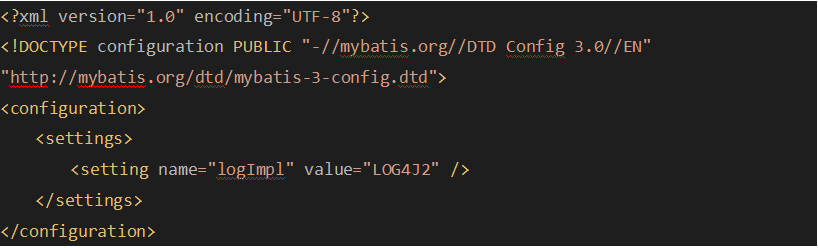 <?xml version="1.0" encoding="UTF-8"?>
<!DOCTYPE configuration PUBLIC "-//mybatis.org//DTD Config 3.0//EN"
"http://mybatis.org/dtd/mybatis-3-config.dtd">
<configuration>
    <settings>
        <setting name="logImpl" value="LOG4J2" />
    </settings>
</configuration>